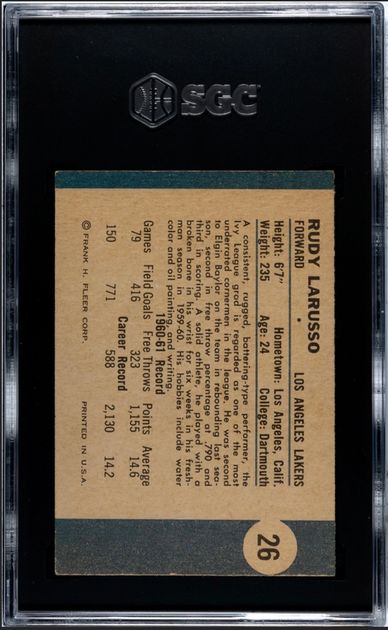 SGC
26
RUDY LARUSSO
FORWARD LOS ANGELES LAKERS
Height: 6'7" Hometown: Los Angeles, Calif.
Weight: 235 Age: 24 College: Dartmouth
A consistent, rugged, battering-type performer, the
Ivy League grad is regarded as one of the most
underrated cornermen in the league. He was second
to Elgin Baylor on the team in rebounding last sea-
son, second in free throw percentage at .790 and
third in scoring. A solid athlete, he played with a
broken bone in his wrist for six weeks in his fresh-
man season in 1959-60. His hobbies include water
color and oil painting, and writing.
1960-61 Record
Games Field Goals Free Throws Points Average
79 416 323 1,155 14.6
Career Record
150 771 588 2,130 14.2
© FRANK H. FLEER CORP. PRINTED IN U.S.A.